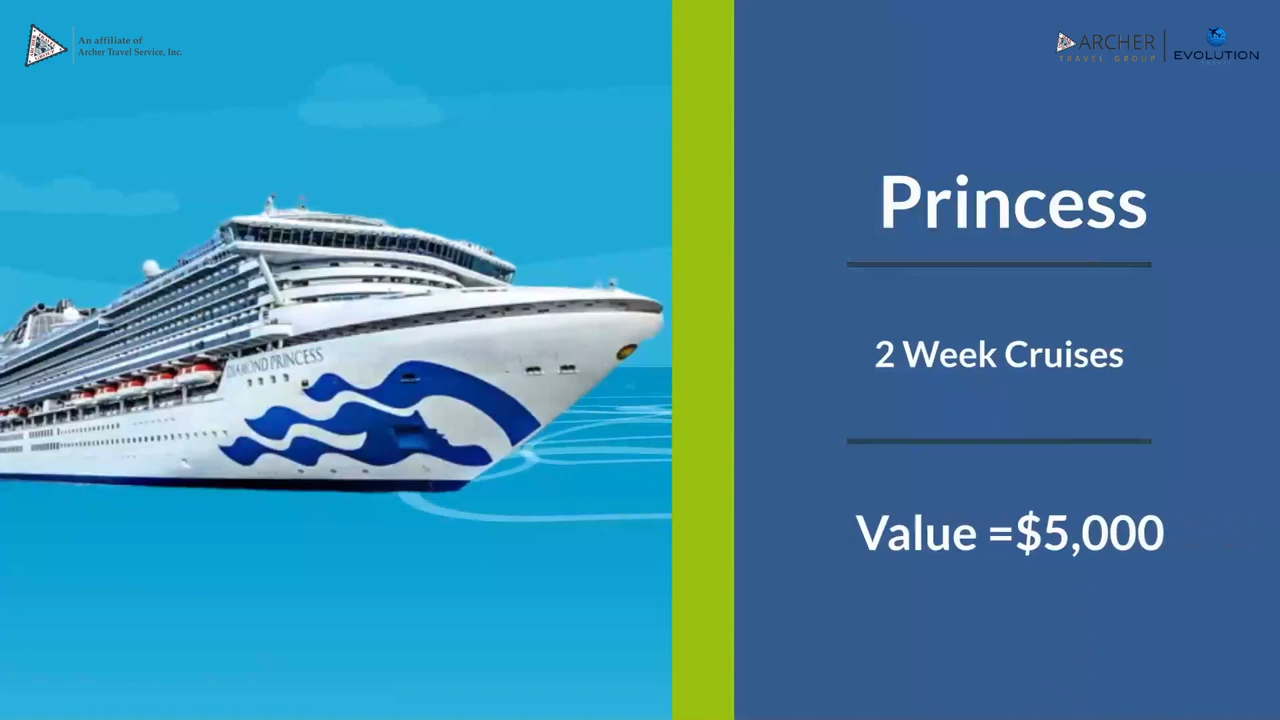 An affiliate of
Archer Travel Service, Inc.
ARCHER
TRAVEL GROUP
EVOLUTION
Princess
2 Week Cruises
Value =$5,000
DIAMOND PRINCESS